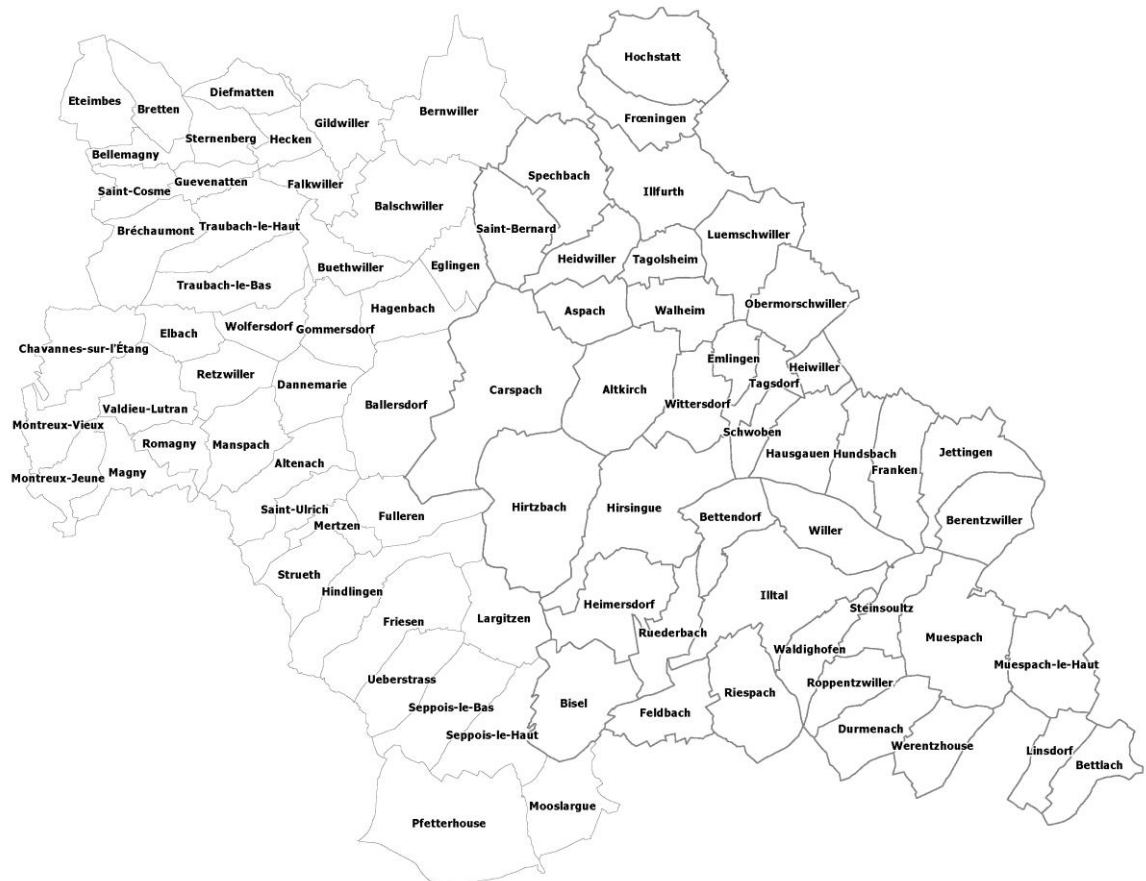 Hochstatt
Frœningen
Eteimbes
Bretten
Diefmatten
Gildwiller
Bernwiller
Sternenberg
Hecken
Bellemagny
Saint-Cosme
Guevenatten
Falkwiller
Spechbach
Illfurth
Balschwiller
Bréchaumont
Traubach-le-Haut
Saint-Bernard
Luemschwiller
Buethwiller
Eglingen
Heidwiller
Tagolsheim
Traubach-le-Bas
Hagenbach
Aspach
Walheim
Obermorschwiller
Chavannes-sur-l'Étang
Elbach
Wolfersdorf
Gommersdorf
Emlingen
Heiwiller
Retzwiller
Dannemarie
Ballersdorf
Carspach
Altkirch
Wittersdorf
Tagsdorf
Valdieu-Lutran
Montreux-Vieux
Romagny
Manspach
Schwoben
Hausgauen
Hundsbach
Franken
Jettingen
Altenach
Montreux-Jeune
Magny
Saint-Ulrich
Mertzen
Fulleren
Hirtzbach
Hirsingue
Bettendorf
Willer
Berentzwiller
Strueth
Hindlingen
Friesen
Largitzen
Heimersdorf
Ruederbach
Illtal
Steinsoultz
Muespach
Waldighofen
Muespach-le-Haut
Ueberstrass
Roppentzwiller
Seppois-le-Bas
Bisel
Feldbach
Riespach
Seppois-le-Haut
Durmenach
Werentzhouse
Linsdorf
Bettlach
Mooslargue
Pfetterhouse